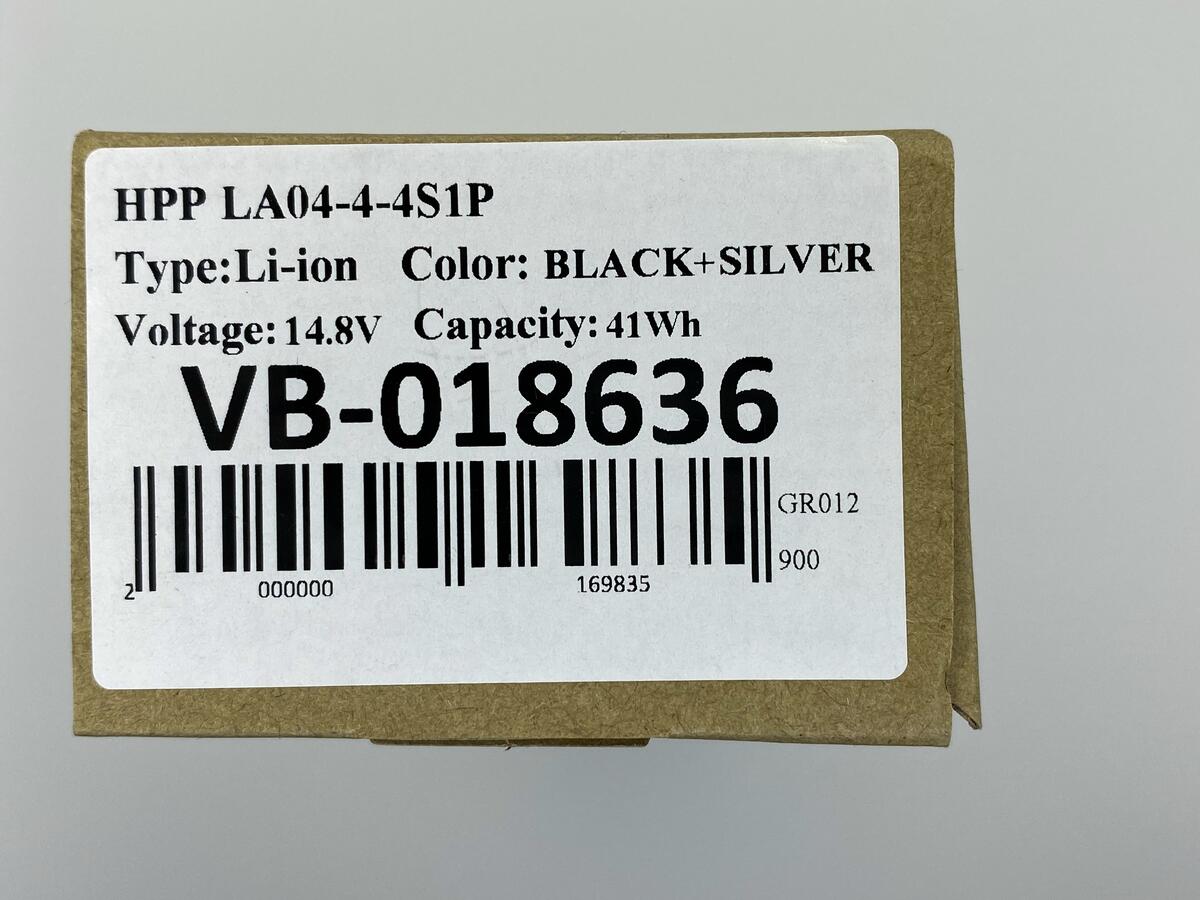 HPP LA04-4-4S1P
Type:Li-ion Color: BLACK+SILVER
Voltage: 14.8V Capacity: 41Wh
VB-018636
GR012
900
2 000000 169835